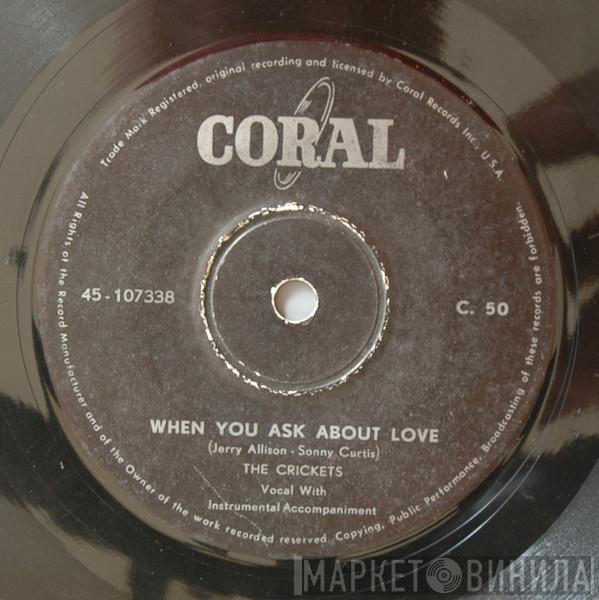 Trade Mark Registered. original recording and licensed by Coral Records Inc., U.S.A.
CORAL
45-107338
C. 50
WHEN YOU ASK ABOUT LOVE
(Jerry Allison - Sonny Curtis)
THE CRICKETS
Vocal With
Instrumental Accompaniment
All Rights of the Record Manufacturer and of the Owner of the work recorded reserved. Copying, Public Performance, Broadcasting of these records are forbidden.
МАРКЕТ ВИНИЛА